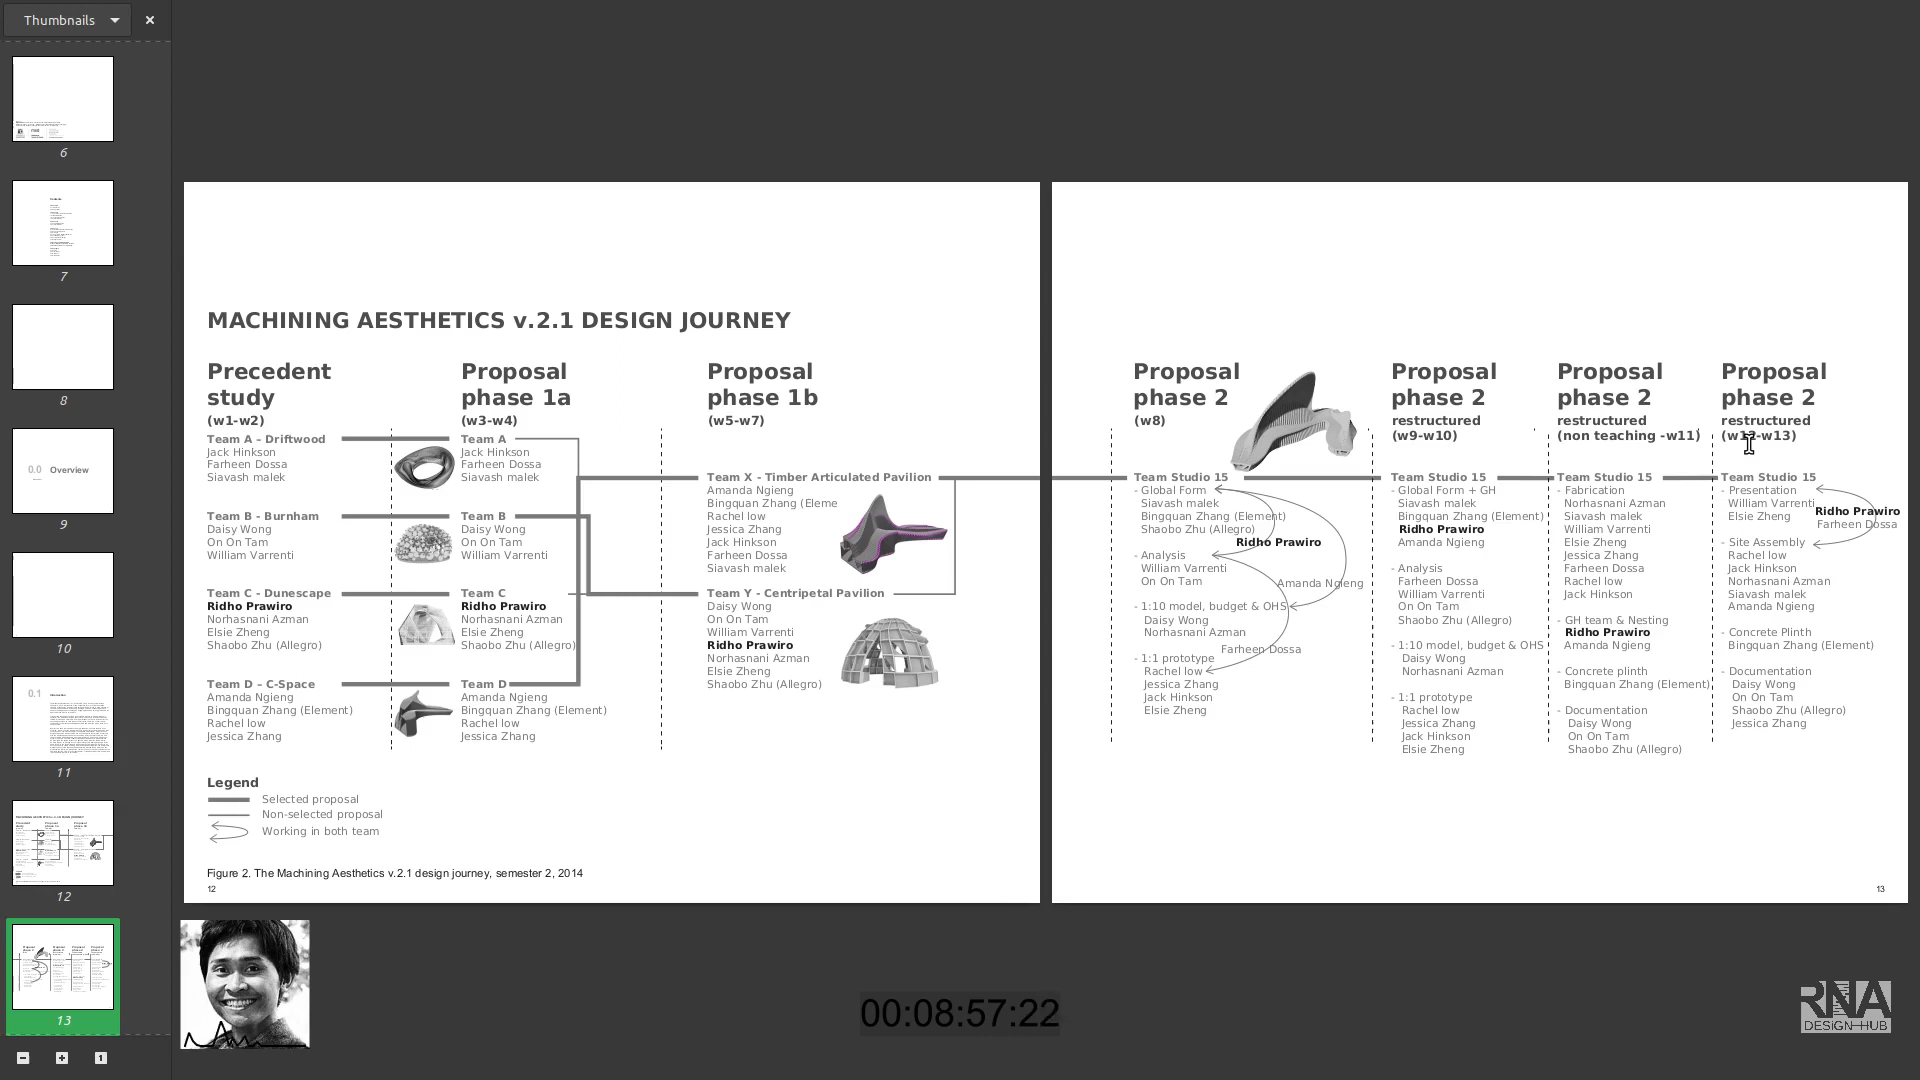 Thumbnails
6
7
8
0.0 Overview
9
10
0.1
11
12
13
MACHINING AESTHETICS v.2.1 DESIGN JOURNEY
Precedent
study
(w1-w2)
Team A – Driftwood
Jack Hinkson
Farheen Dossa
Siavash malek
Team B - Burnham
Daisy Wong
On On Tam
William Varrenti
Team C - Dunescape
Ridho Prawiro
Norhasnani Azman
Elsie Zheng
Shaobo Zhu (Allegro)
Team D – C-Space
Amanda Ngieng
Bingquan Zhang (Element)
Rachel low
Jessica Zhang
Proposal
phase 1a
(w3-w4)
Team A
Jack Hinkson
Farheen Dossa
Siavash malek
Team B
Daisy Wong
On On Tam
William Varrenti
Team C
Ridho Prawiro
Norhasnani Azman
Elsie Zheng
Shaobo Zhu (Allegro)
Team D
Amanda Ngieng
Bingquan Zhang (Element)
Rachel low
Jessica Zhang
Proposal
phase 1b
(w5-w7)
Team X - Timber Articulated Pavilion
Amanda Ngieng
Bingquan Zhang (Eleme
Rachel low
Jessica Zhang
Jack Hinkson
Farheen Dossa
Siavash malek
Team Y - Centripetal Pavilion
Daisy Wong
On On Tam
William Varrenti
Ridho Prawiro
Norhasnani Azman
Elsie Zheng
Shaobo Zhu (Allegro)
Legend
Selected proposal
Non-selected proposal
Working in both team
Figure 2. The Machining Aesthetics v.2.1 design journey, semester 2, 2014
12
Proposal
phase 2
(w8)
Team Studio 15
- Global Form
Siavash malek
Bingquan Zhang (Element)
Shaobo Zhu (Allegro)
Ridho Prawiro
- Analysis
William Varrenti
On On Tam
Amanda Ngieng
- 1:10 model, budget & OHS
Daisy Wong
Norhasnani Azman
Farheen Dossa
- 1:1 prototype
Rachel low
Jessica Zhang
Jack Hinkson
Elsie Zheng
Proposal
phase 2
restructured
(w9-w10)
Team Studio 15
- Global Form + GH
Siavash malek
Bingquan Zhang (Element)
Ridho Prawiro
Amanda Ngieng
- Analysis
Farheen Dossa
William Varrenti
On On Tam
Shaobo Zhu (Allegro)
- 1:10 model, budget & OHS
Daisy Wong
Norhasnani Azman
- 1:1 prototype
Rachel low
Jessica Zhang
Jack Hinkson
Elsie Zheng
Proposal
phase 2
restructured
(non teaching -w11)
Team Studio 15
- Fabrication
Norhasnani Azman
Siavash malek
William Varrenti
Elsie Zheng
Jessica Zhang
Farheen Dossa
Rachel low
Jack Hinkson
- GH team & Nesting
Ridho Prawiro
Amanda Ngieng
- Concrete plinth
Bingquan Zhang (Element)
- Documentation
Daisy Wong
On On Tam
Shaobo Zhu (Allegro)
Proposal
phase 2
restructured
(w12-w13)
Team Studio 15
- Presentation
William Varrenti
Elsie Zheng
Ridho Prawiro
Farheen Dossa
- Site Assembly
Rachel low
Jack Hinkson
Norhasnani Azman
Siavash malek
Amanda Ngieng
- Concrete Plinth
Bingquan Zhang (Element)
- Documentation
Daisy Wong
On On Tam
Shaobo Zhu (Allegro)
Jessica Zhang
13
00:08:57:22
RNA
DESIGN-HUB